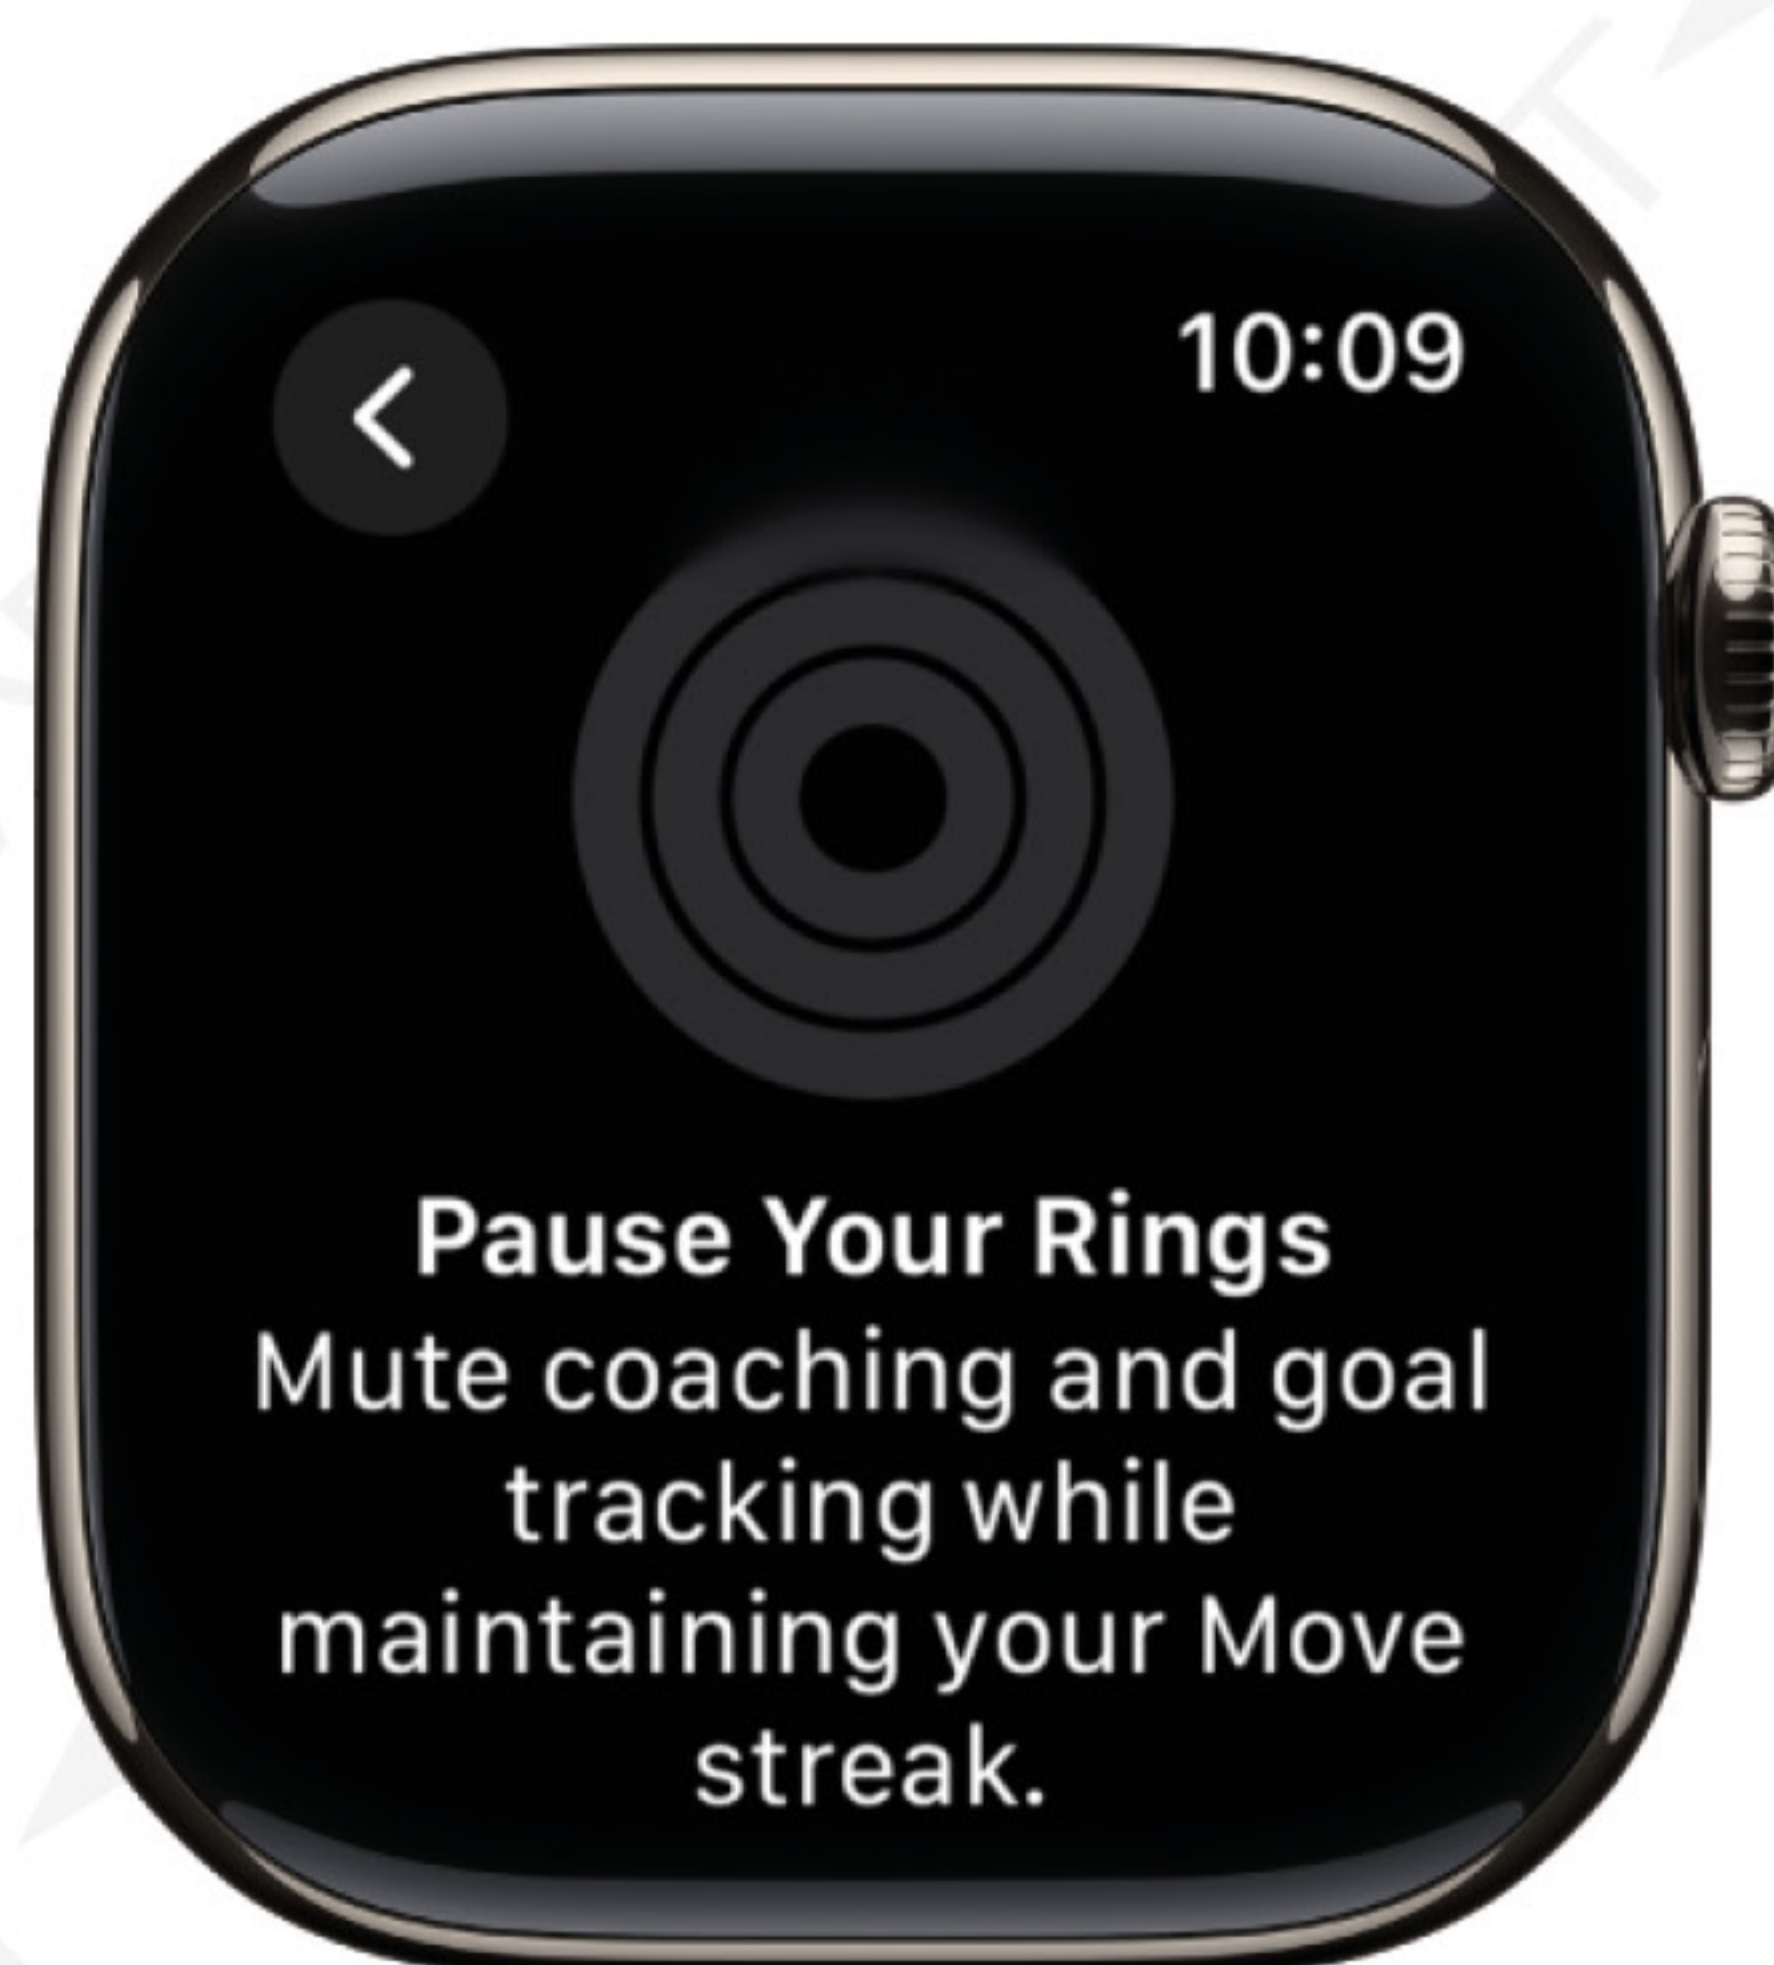 10:09
Pause Your Rings
Mute coaching and goal
tracking while
maintaining your Move
streak.